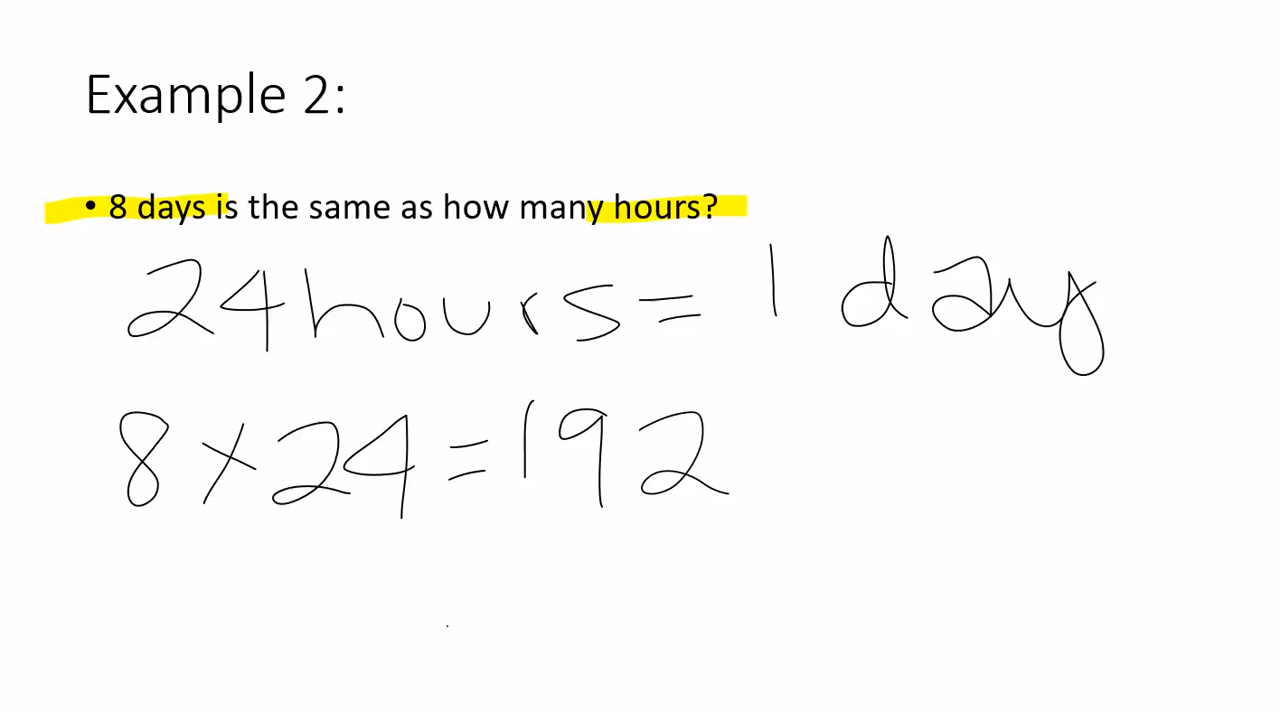 Example 2:
• 8 days is the same as how many hours?
24 hours = 1 day
8 × 24 = 192